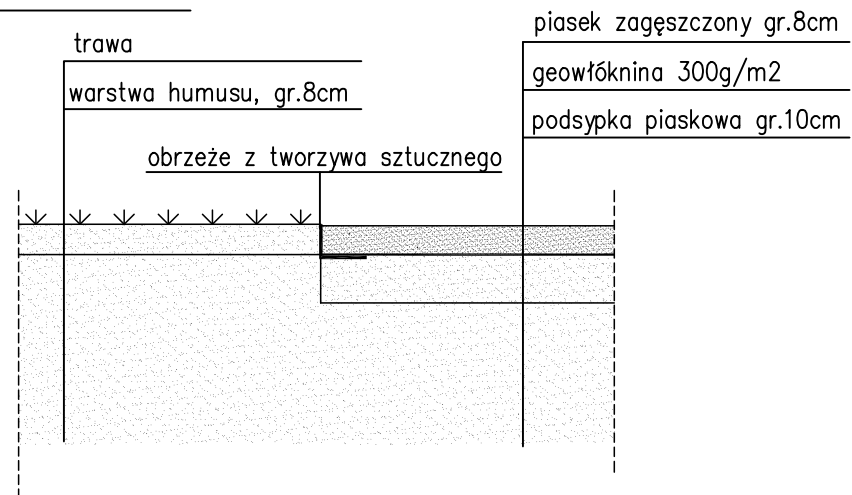 trawa
warstwa humusu, gr.8cm
obrzeże z tworzywa sztucznego
piasek zagęszczony gr.8cm
geowłóknina 300g/m2
podsypka piaskowa gr.10cm